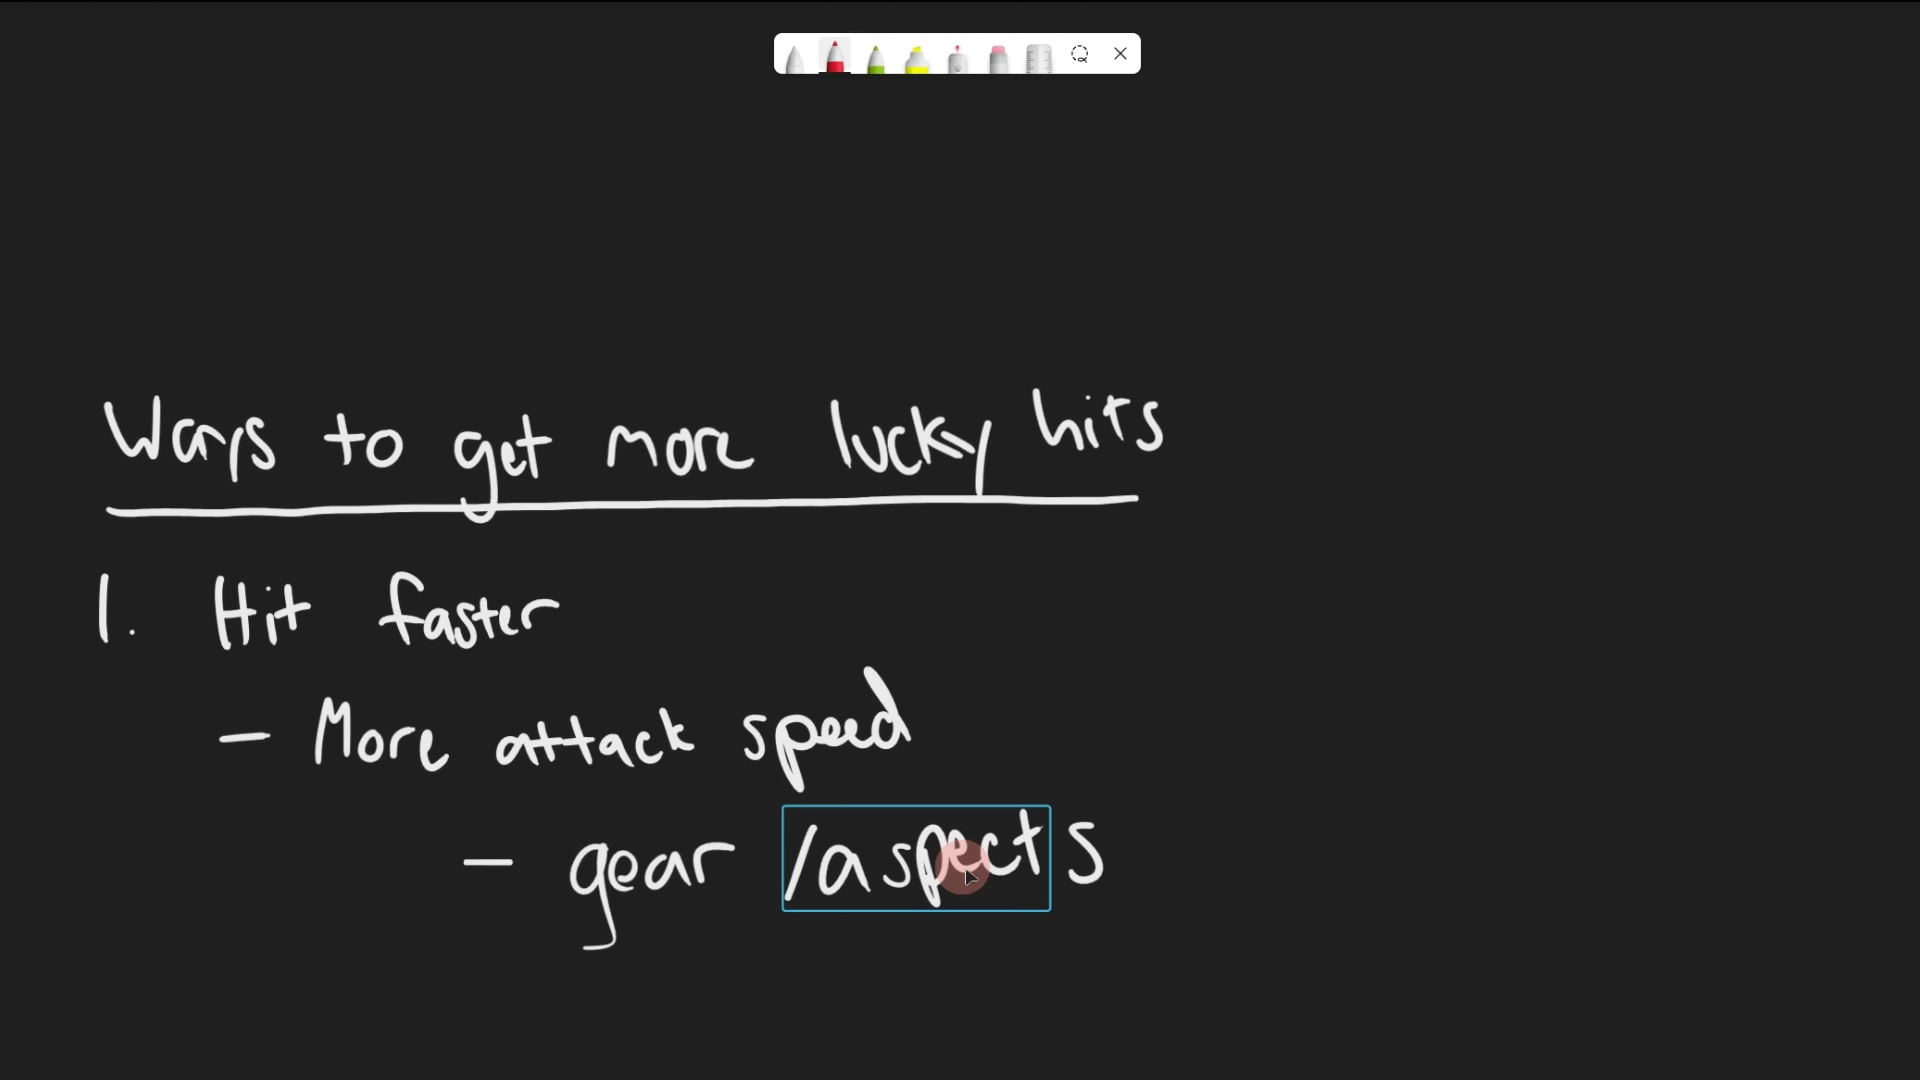 Ways to get more lucky hits
1. Hit faster
- More attack speed
- gear /aspects